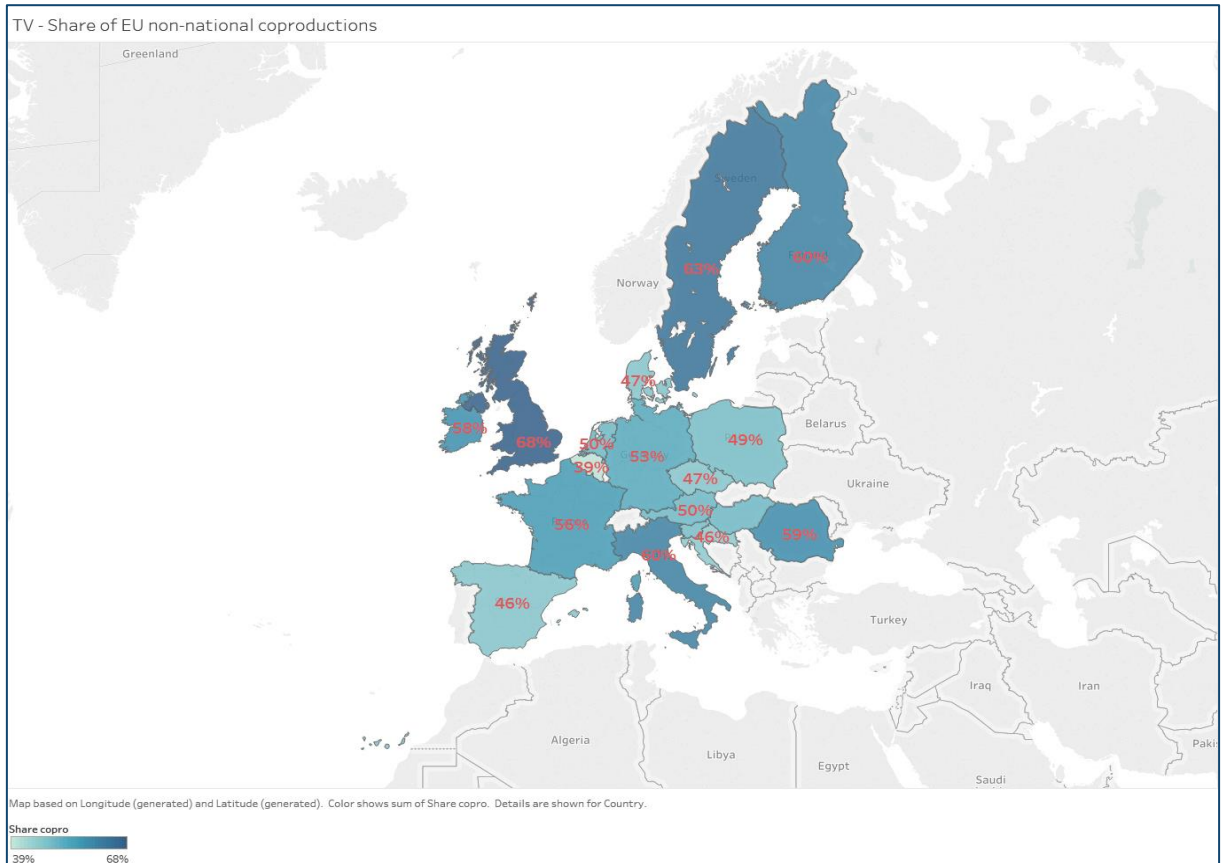 TV - Share of EU non-national coproductions
Greenland
Sweden
63%
60%
Norway
47%
58%
68%
50%
39%
53%
49%
Belarus
47%
Ukraine
56%
50%
46%
59%
60%
46%
Turkey
Iraq
Iran
Algeria
Libya
Egypt
Saudi
Map based on Longitude (generated) and Latitude (generated). Color shows sum of Share copro. Details are shown for Country.
Share copro
39% 68%